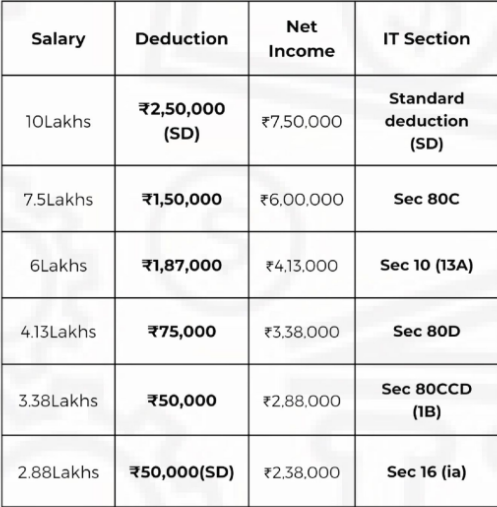 Salary
Deduction
Net
Income
IT Section
10Lakhs
₹2,50,000
(SD)
₹7,50,000
Standard
deduction
(SD)
7.5Lakhs
₹1,50,000
₹6,00,000
Sec 80C
6Lakhs
₹1,87,000
₹4,13,000
Sec 10 (13A)
4.13Lakhs
₹75,000
₹3,38,000
Sec 80D
3.38Lakhs
₹50,000
₹2,88,000
Sec 80CCD
(1B)
2.88Lakhs
₹50,000(SD)
₹2,38,000
Sec 16 (ia)